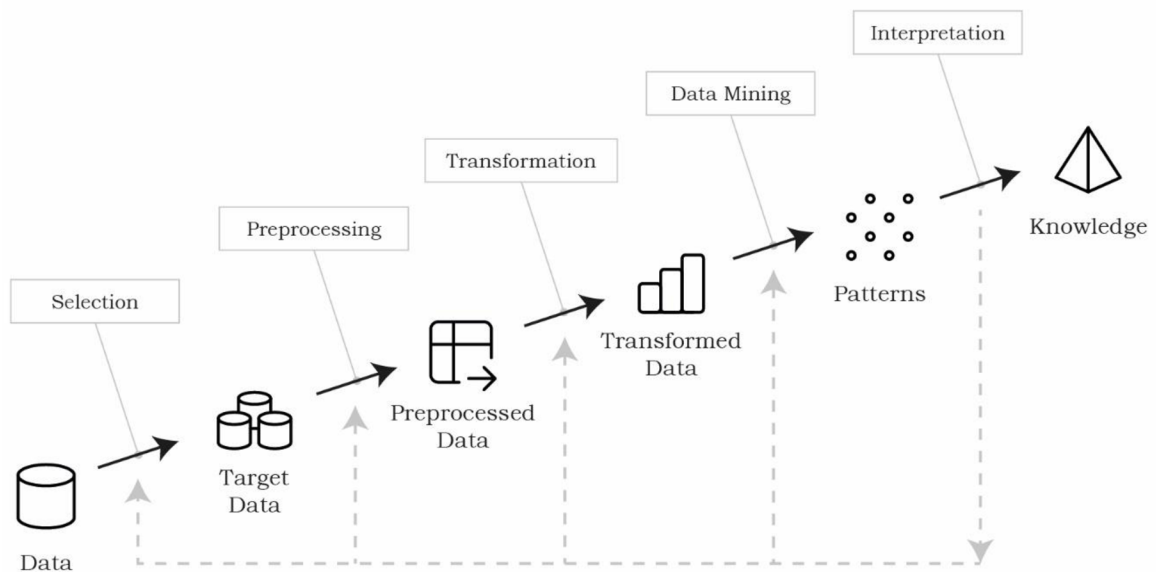 Interpretation
Data Mining
Transformation
Preprocessing
Selection
Knowledge
Patterns
Transformed
Data
Preprocessed
Data
Target
Data
Data